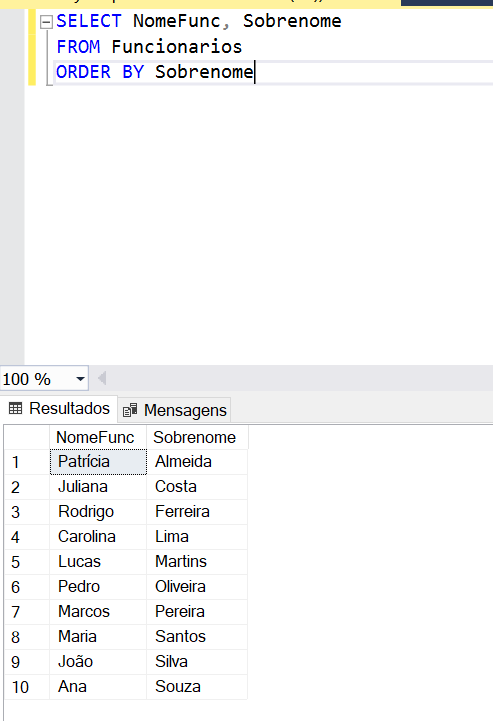 SELECT NomeFunc, Sobrenome
FROM Funcionarios
ORDER BY Sobrenome
100 %
Resultados Mensagens
NomeFunc Sobrenome
1 Patrícia Almeida
2 Juliana Costa
3 Rodrigo Ferreira
4 Carolina Lima
5 Lucas Martins
6 Pedro Oliveira
7 Marcos Pereira
8 Maria Santos
9 João Silva
10 Ana Souza